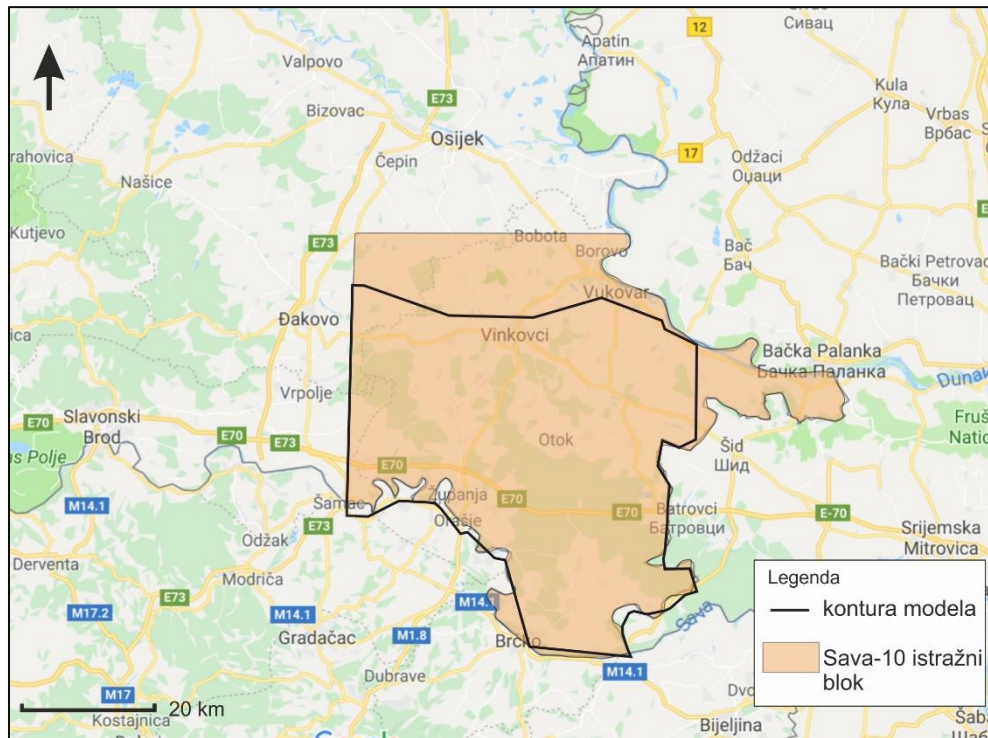 Сивац
Apatin
Апатин
12
Valpovo
Kula
Кула
Vrbas
Врбас
Bizovac
E73
Osijek
Čepin
17
Odžaci
Оџаци
rahovica
Našice
Kutjevo
E73
Bobota
Borovo
Bač
Бач
Bački Petrovac
Бачки
Петровац
Vukovar
Đakovo
Vinkovci
Bačka Palanka
Бачка Паланка
Dunav
Vrpolje
Slavonski
Brod
E70
E70
E73
Otok
Šid
Шид
Fruš
Nation
as Polje
M14.1
E70
Županja
E70
E70
Batrovci
Батровци
E-70
Šamac
Orašje
E73
Odžak
Srijemska
Mitrovica
Derventa
Modriča
E73
M14.1
M14.1
M17.2
Gradačac
M1.8
Brčko
Sava
M14.1
Dubrave
M17
Kostajnica
20 km
Bijeljina
Legenda
kontura modela
Sava-10 istražni
blok